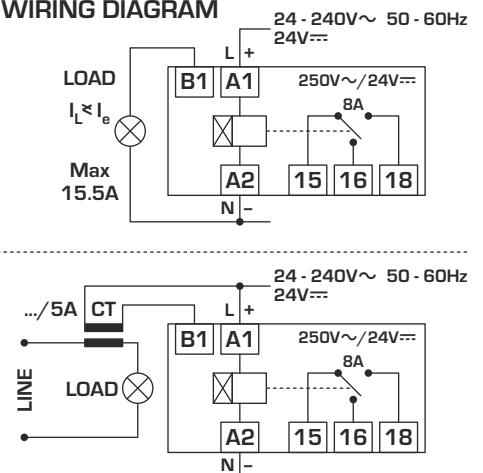 WIRING DIAGRAM
24 - 240V~ 50 - 60Hz
24V⎓
L +
LOAD
B1 A1
250V~/24V⎓
8A
I_L ≮ I_e
Max
15.5A
A2 15 16 18
N −
24 - 240V~ 50 - 60Hz
24V⎓
.../5A CT
L +
B1 A1
250V~/24V⎓
8A
LINE
LOAD
A2 15 16 18
N −